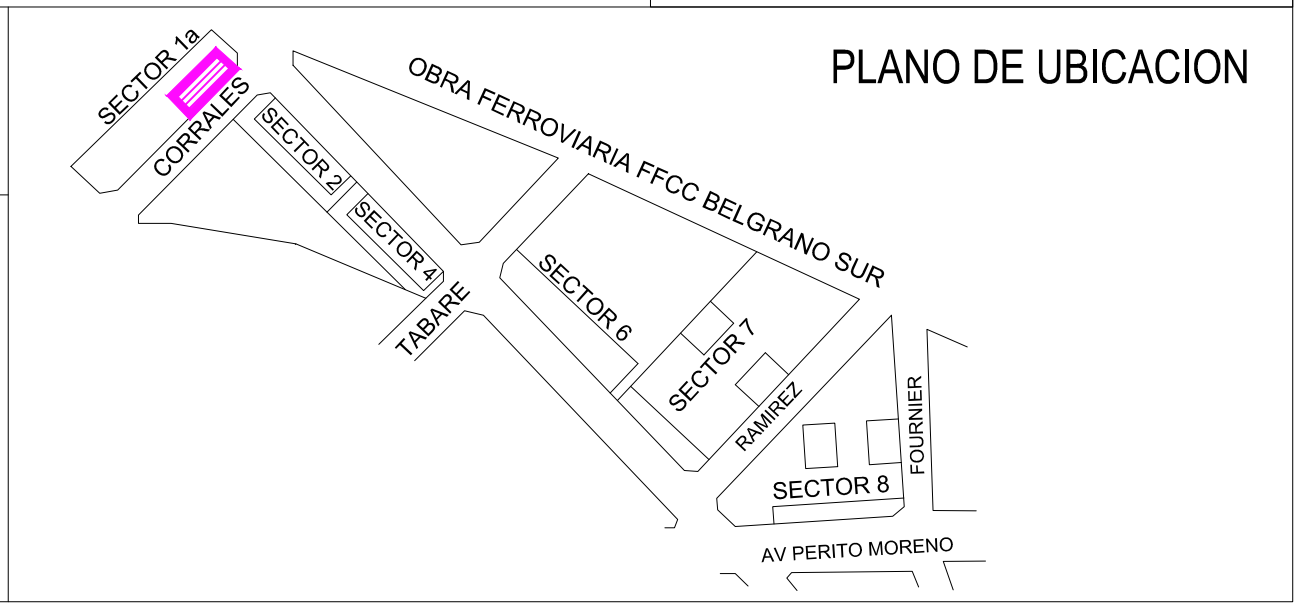 PLANO DE UBICACION
SECTOR 1a
CORRALES
OBRA FERROVIARIA FFCC BELGRANO SUR
SECTOR 2
SECTOR 4
TABARE
SECTOR 6
SECTOR 7
RAMIREZ
FOURNIER
SECTOR 8
AV PERITO MORENO